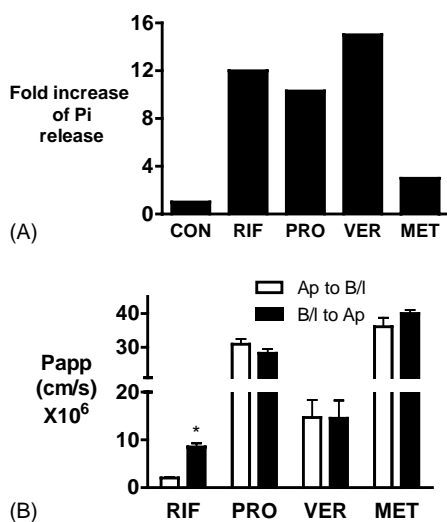 Fold increase
of Pi
release
16
12
8
4
0
CON RIF PRO VER MET
(A)
Ap to B/l
B/l to Ap
Papp
(cm/s)
X10⁶
40
30
20
10
0
*
RIF PRO VER MET
(B)